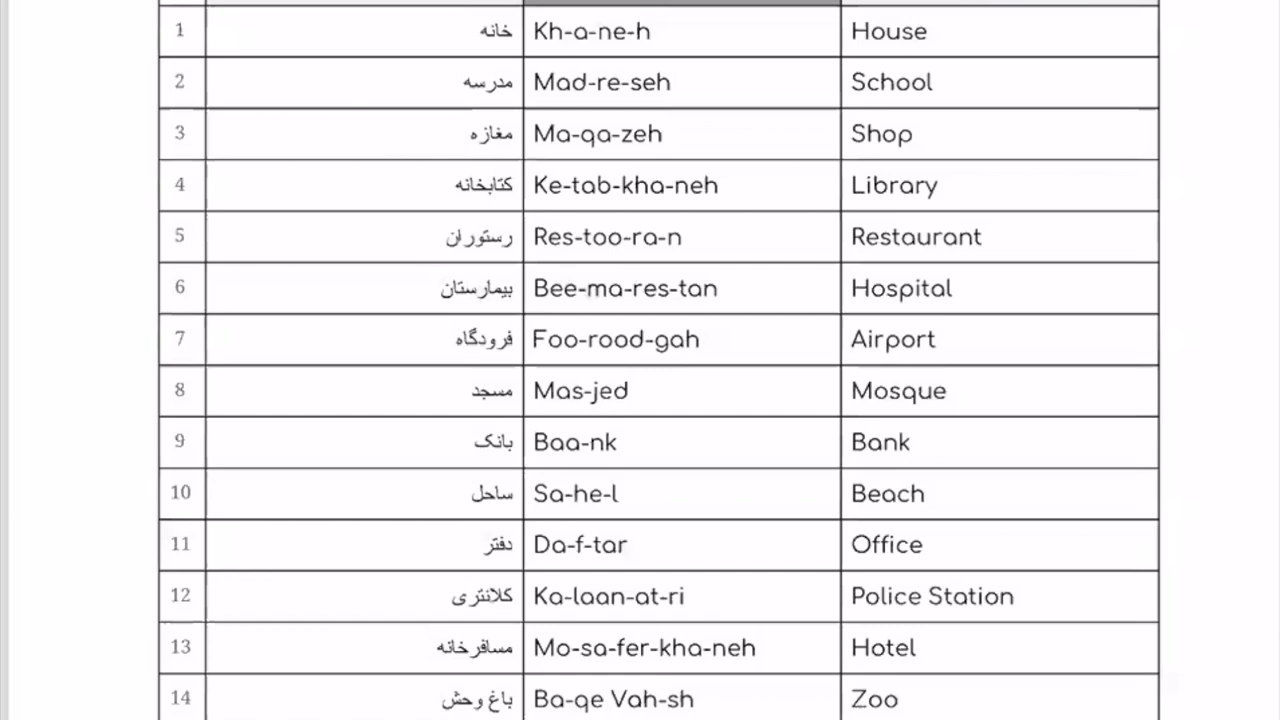 1 خانه Kh-a-ne-h House
2 مدرسه Mad-re-seh School
3 مغازه Ma-qa-zeh Shop
4 کتابخانه Ke-tab-kha-neh Library
5 رستوران Res-too-ra-n Restaurant
6 بیمارستان Bee-ma-res-tan Hospital
7 فرودگاه Foo-rood-gah Airport
8 مسجد Mas-jed Mosque
9 بانک Baa-nk Bank
10 ساحل Sa-he-l Beach
11 دفتر Da-f-tar Office
12 کلانتری Ka-laan-at-ri Police Station
13 مسافرخانه Mo-sa-fer-kha-neh Hotel
14 باغ وحش Ba-qe Vah-sh Zoo